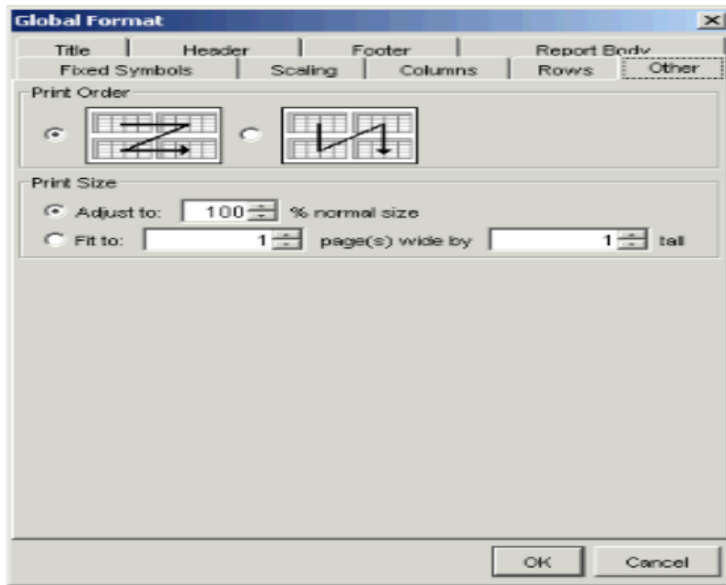 Global Format
Title Header Footer Report Body
Fixed Symbols Scaling Columns Rows Other
Print Order
Print Size
Adjust to: 100 % normal size
Fit to: 1 page(s) wide by 1 tall
OK Cancel